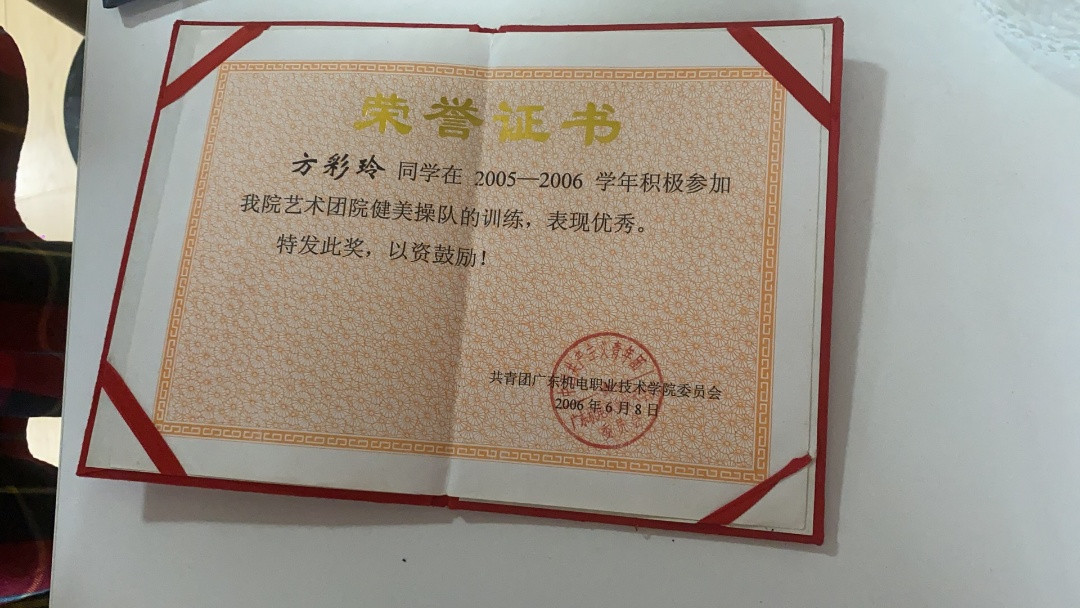 荣誉证书
方彩玲 同学在 2005—2006 学年积极参加
我院艺术团院健美操队的训练，表现优秀。
特发此奖，以资鼓励！
共青团广东机电职业技术学院委员会
2006 年 6 月 8 日